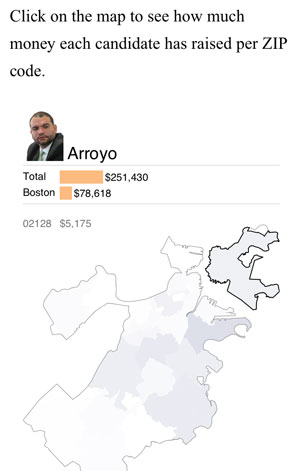 Click on the map to see how much
money each candidate has raised per ZIP
code.
Arroyo
Total $251,430
Boston $78,618
02128 $5,175